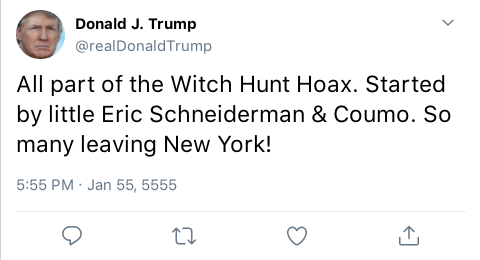 Donald J. Trump
@realDonaldTrump
All part of the Witch Hunt Hoax. Started
by little Eric Schneiderman & Coumo. So
many leaving New York!
5:55 PM · Jan 55, 5555